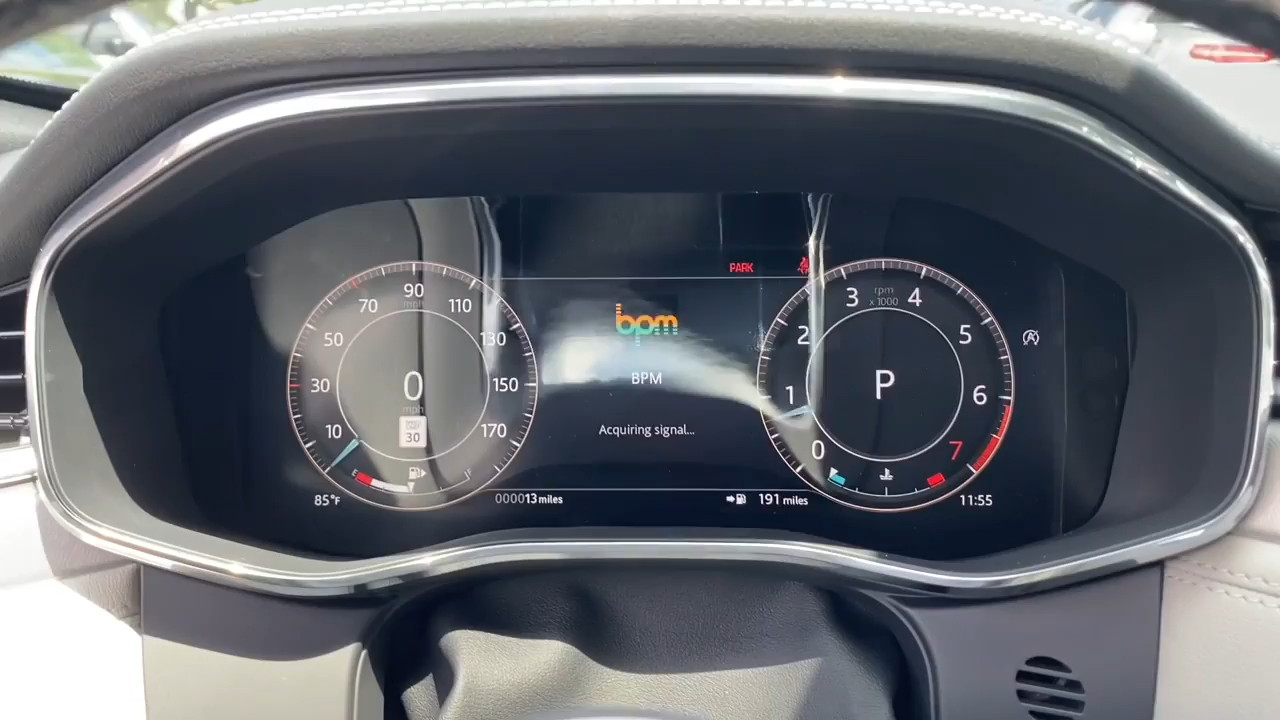 PARK
bpm
BPM
Acquiring signal...
10
30
50
70
90
110
130
150
170
mph
0
mph
30
E
F
85°F
000013 miles
191 miles
0
1
2
3
4
5
6
7
rpm
x 1000
P
11:55